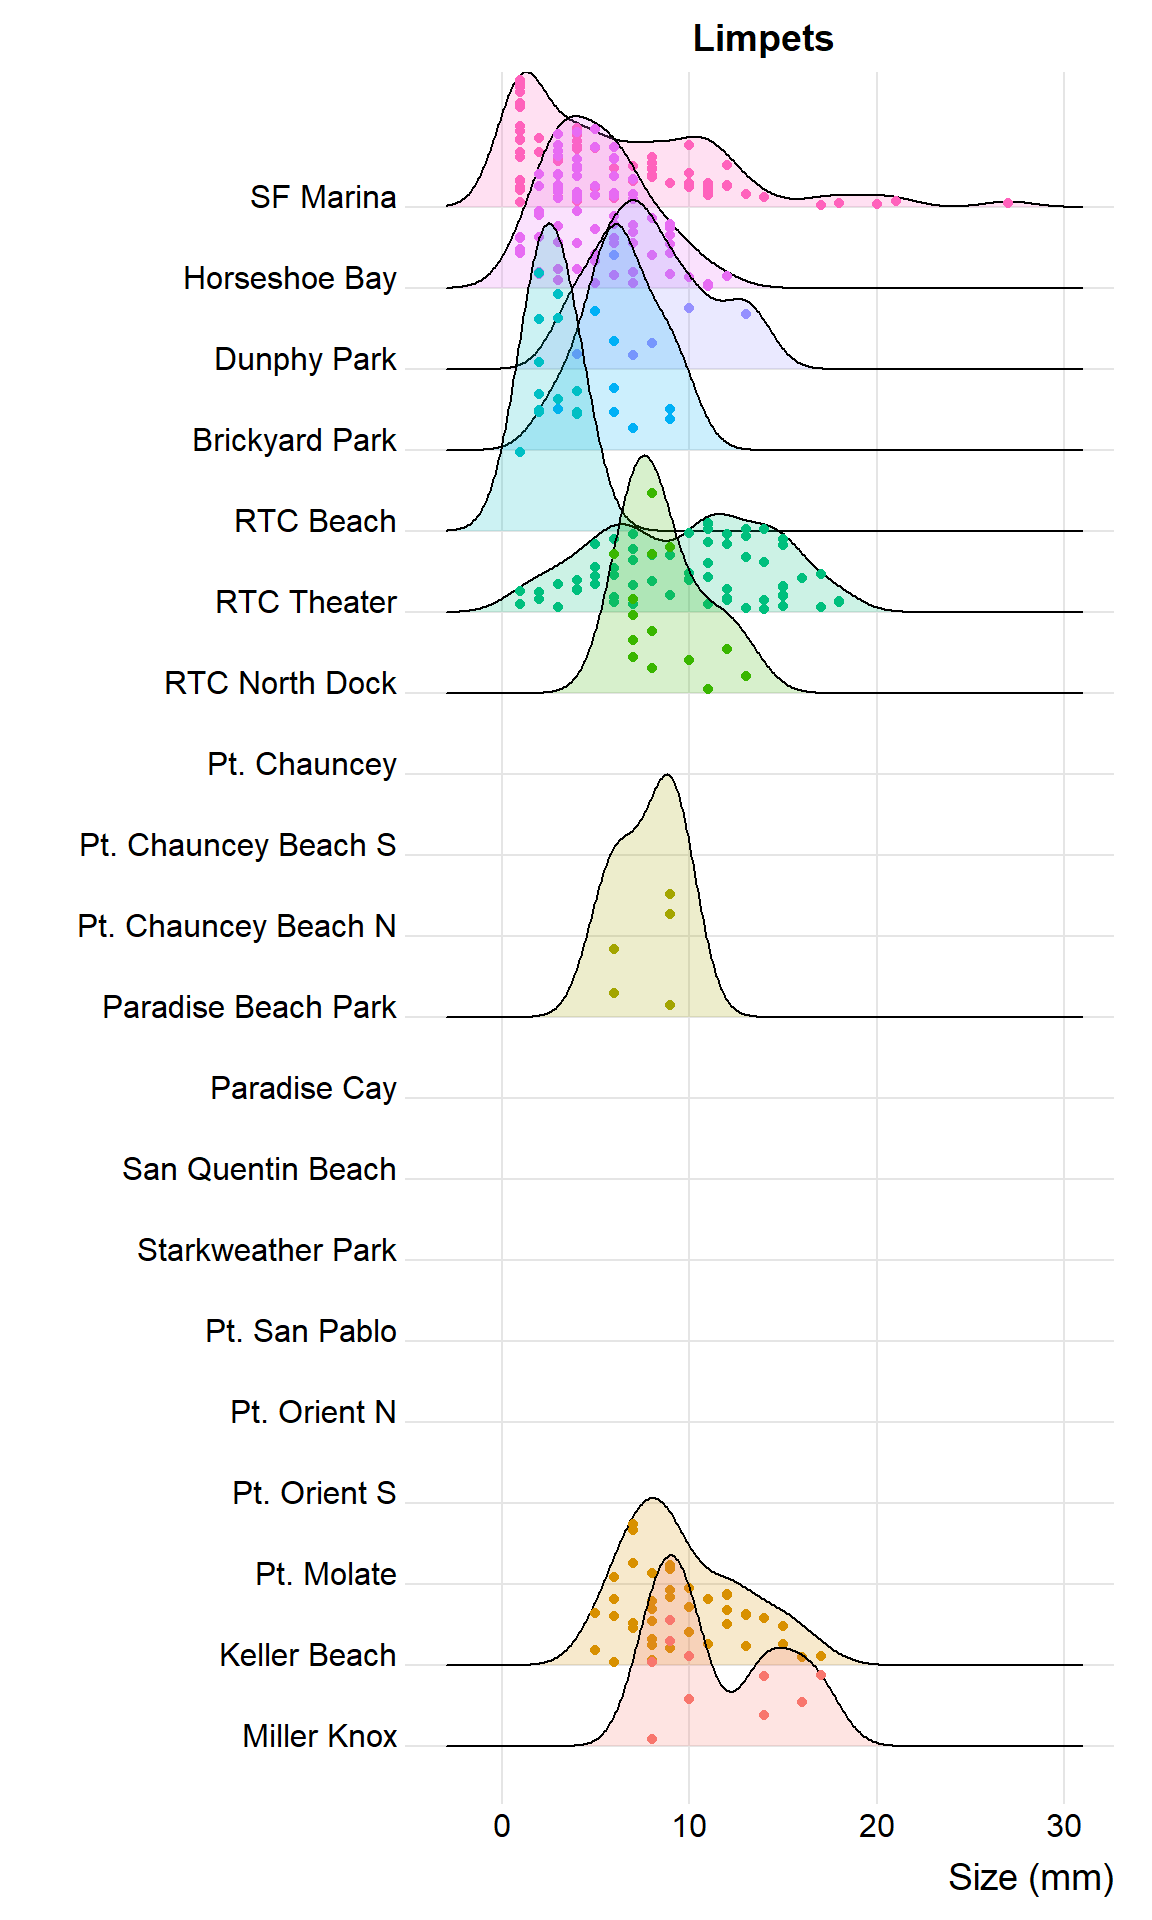 Limpets
SF Marina
Horseshoe Bay
Dunphy Park
Brickyard Park
RTC Beach
RTC Theater
RTC North Dock
Pt. Chauncey
Pt. Chauncey Beach S
Pt. Chauncey Beach N
Paradise Beach Park
Paradise Cay
San Quentin Beach
Starkweather Park
Pt. San Pablo
Pt. Orient N
Pt. Orient S
Pt. Molate
Keller Beach
Miller Knox
0 10 20 30
Size (mm)